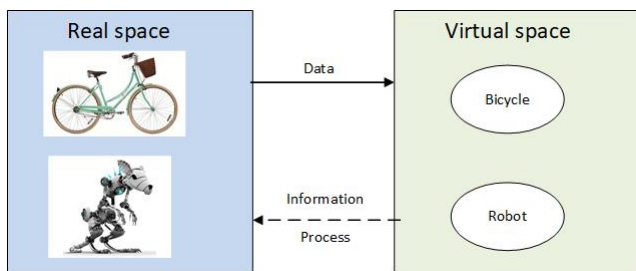 Real space
Virtual space
Data
Bicycle
Information
Process
Robot